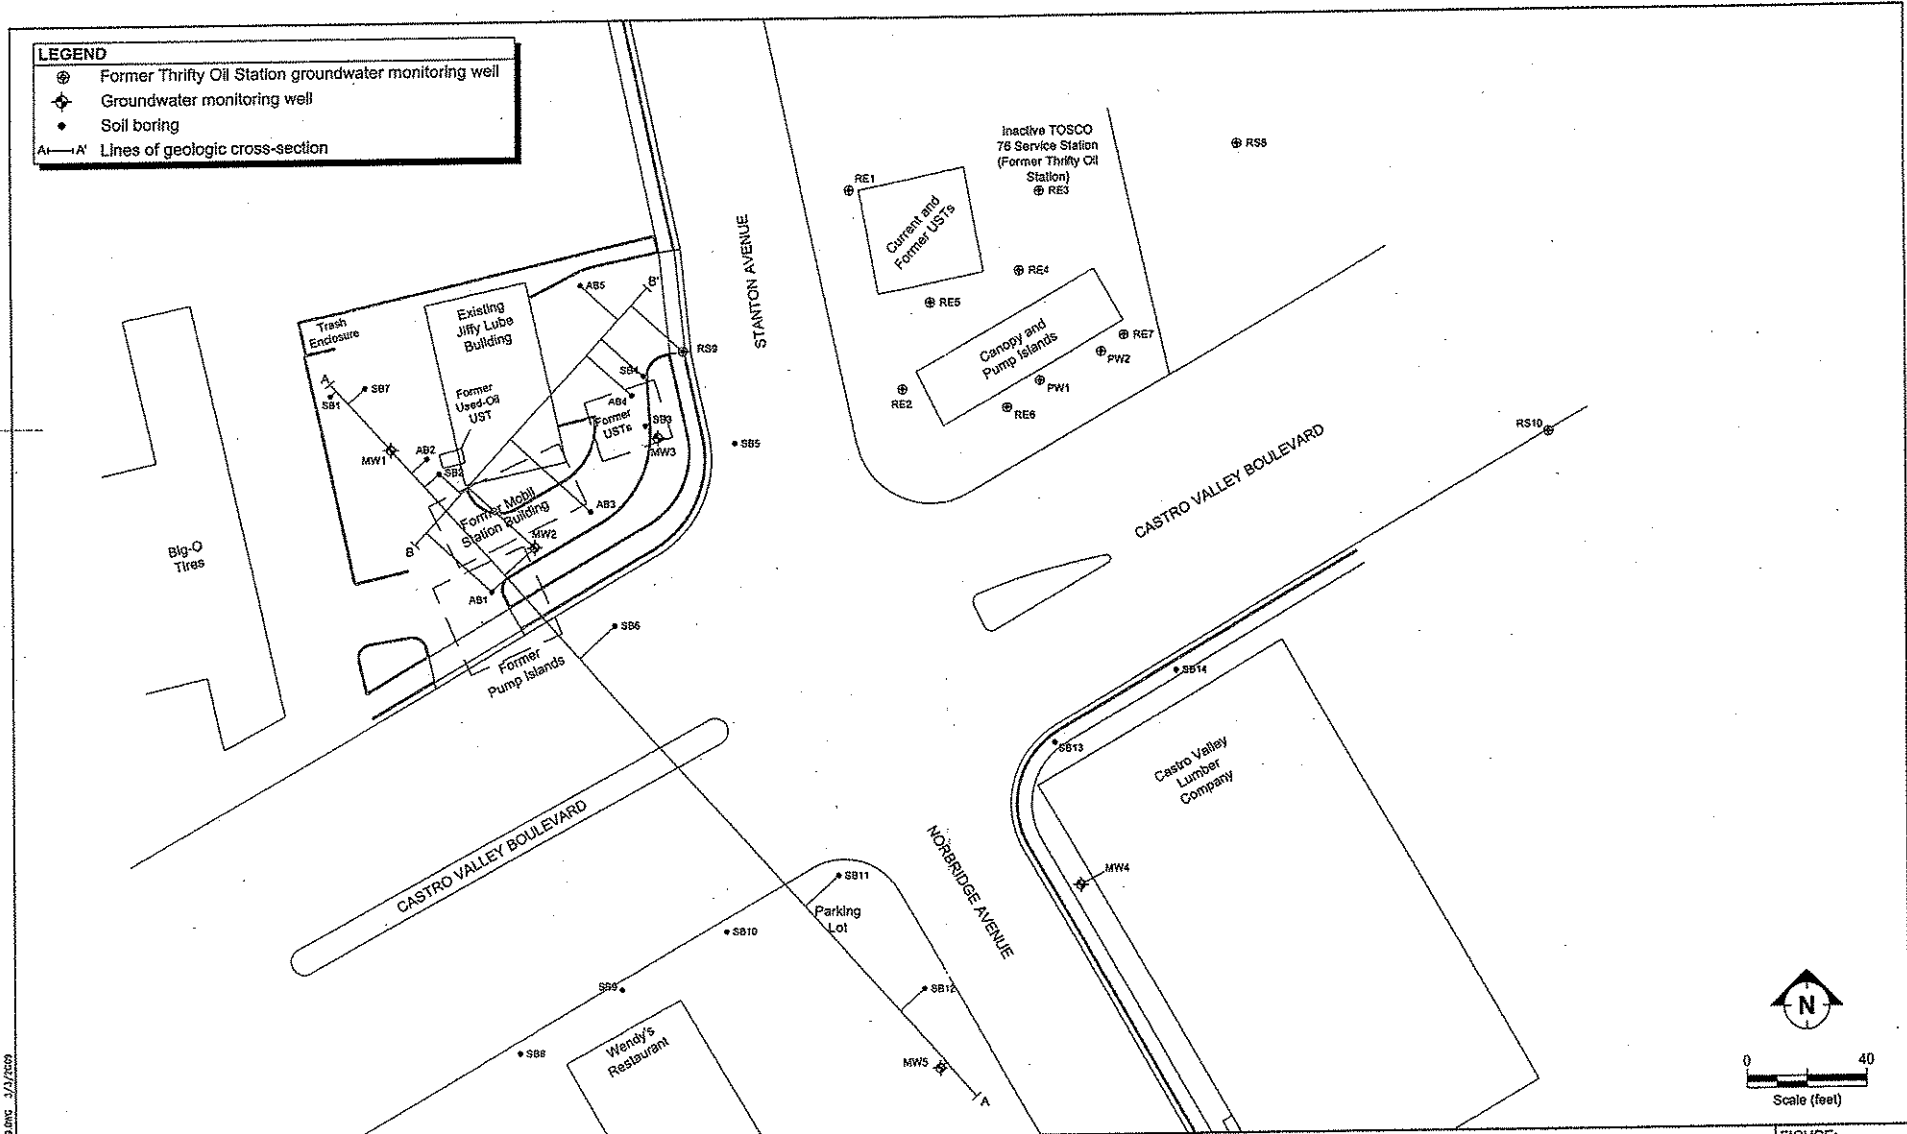 LEGEND
Former Thrifty Oil Station groundwater monitoring well
Groundwater monitoring well
Soil boring
A A' Lines of geologic cross-section
Inactive TOSCO
76 Service Station
(Former Thrifty Oil
Station)
RE3
RS8
RE1
Current and
Former USTs
RE4
RE5
STANTON AVENUE
Canopy and
Pump Islands
RE7
PW2
PW1
RE2
RE6
RS10
AB5
B'
Trash
Enclosure
Existing
Jiffy Lube
Building
RS9
A
SB7
SB1
SB4
Former
Used-Oil
UST
AB4
Former
USTs
SB3
MW3
SB5
MW1
AB2
SB2
Former Mobil
Station Building
AB3
MW2
B
AB1
Big-O
Tires
SB6
Former
Pump Islands
CASTRO VALLEY BOULEVARD
SB14
SB13
Castro Valley
Lumber
Company
CASTRO VALLEY BOULEVARD
NORBRIDGE AVENUE
MW4
SB11
Parking
Lot
SB10
SB9
SB12
SB8
Wendy's
Restaurant
MW5
A
N
0 40
Scale (feet)
3/3/2009